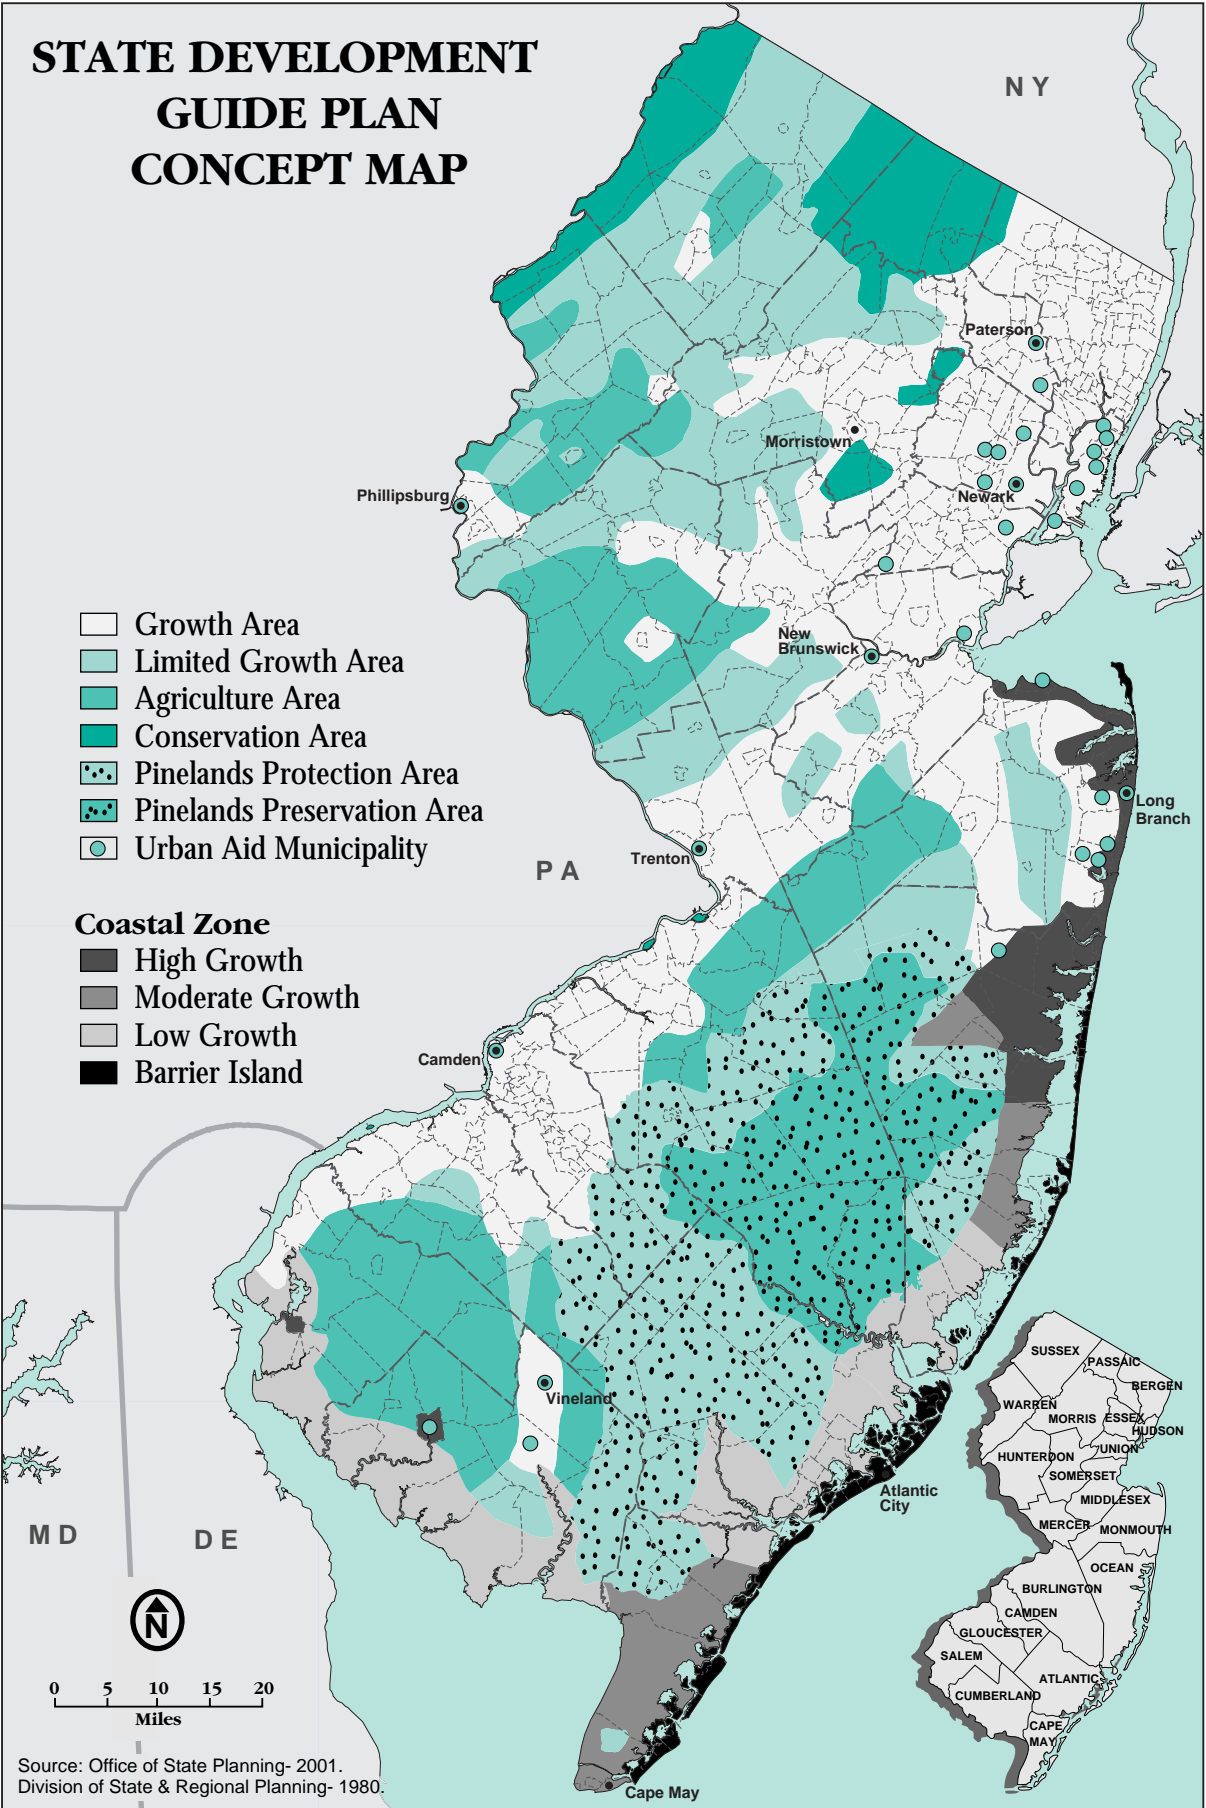 STATE DEVELOPMENT
GUIDE PLAN
CONCEPT MAP
NY
Paterson
Morristown
Newark
Phillipsburg
New
Brunswick
Growth Area
Limited Growth Area
Agriculture Area
Conservation Area
Pinelands Protection Area
Pinelands Preservation Area
Urban Aid Municipality
Long
Branch
Trenton
PA
Coastal Zone
High Growth
Moderate Growth
Low Growth
Barrier Island
Camden
Vineland
Atlantic
City
MD
DE
N
0 5 10 15 20
Miles
Source: Office of State Planning- 2001.
Division of State & Regional Planning- 1980.
Cape May
SUSSEX
PASSAIC
BERGEN
WARREN
MORRIS
ESSEX
HUDSON
UNION
HUNTERDON
SOMERSET
MIDDLESEX
MERCER
MONMOUTH
OCEAN
BURLINGTON
CAMDEN
GLOUCESTER
SALEM
ATLANTIC
CUMBERLAND
CAPE
MAY